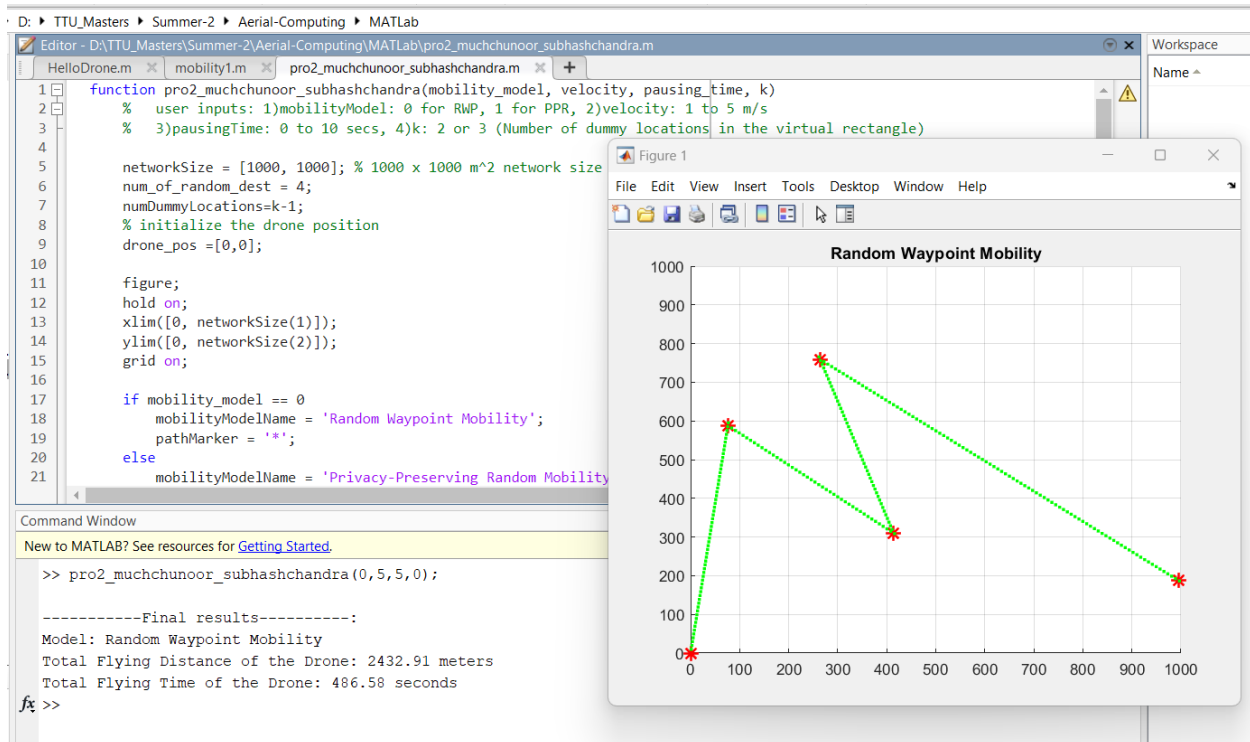 D: ▸ TTU_Masters ▸ Summer-2 ▸ Aerial-Computing ▸ MATLab
Editor - D:\TTU_Masters\Summer-2\Aerial-Computing\MATLab\pro2_muchchunoor_subhashchandra.m
HelloDrone.m mobility1.m pro2_muchchunoor_subhashchandra.m +
1 function pro2_muchchunoor_subhashchandra(mobility_model, velocity, pausing_time, k)
2 % user inputs: 1)mobilityModel: 0 for RWP, 1 for PPR, 2)velocity: 1 to 5 m/s
3 % 3)pausingTime: 0 to 10 secs, 4)k: 2 or 3 (Number of dummy locations in the virtual rectangle)
4
5 networkSize = [1000, 1000]; % 1000 x 1000 m^2 network size
6 num_of_random_dest = 4;
7 numDummyLocations=k-1;
8 % initialize the drone position
9 drone_pos =[0,0];
10
11 figure;
12 hold on;
13 xlim([0, networkSize(1)]);
14 ylim([0, networkSize(2)]);
15 grid on;
16
17 if mobility_model == 0
18 mobilityModelName = 'Random Waypoint Mobility';
19 pathMarker = '*';
20 else
21 mobilityModelName = 'Privacy-Preserving Random Mobility
Workspace
Name
Figure 1
File Edit View Insert Tools Desktop Window Help
Random Waypoint Mobility
1000
900
800
700
600
500
400
300
200
100
0
0 100 200 300 400 500 600 700 800 900 1000
Command Window
New to MATLAB? See resources for Getting Started.
>> pro2_muchchunoor_subhashchandra(0,5,5,0);
-----------Final results----------:
Model: Random Waypoint Mobility
Total Flying Distance of the Drone: 2432.91 meters
Total Flying Time of the Drone: 486.58 seconds
fx >>